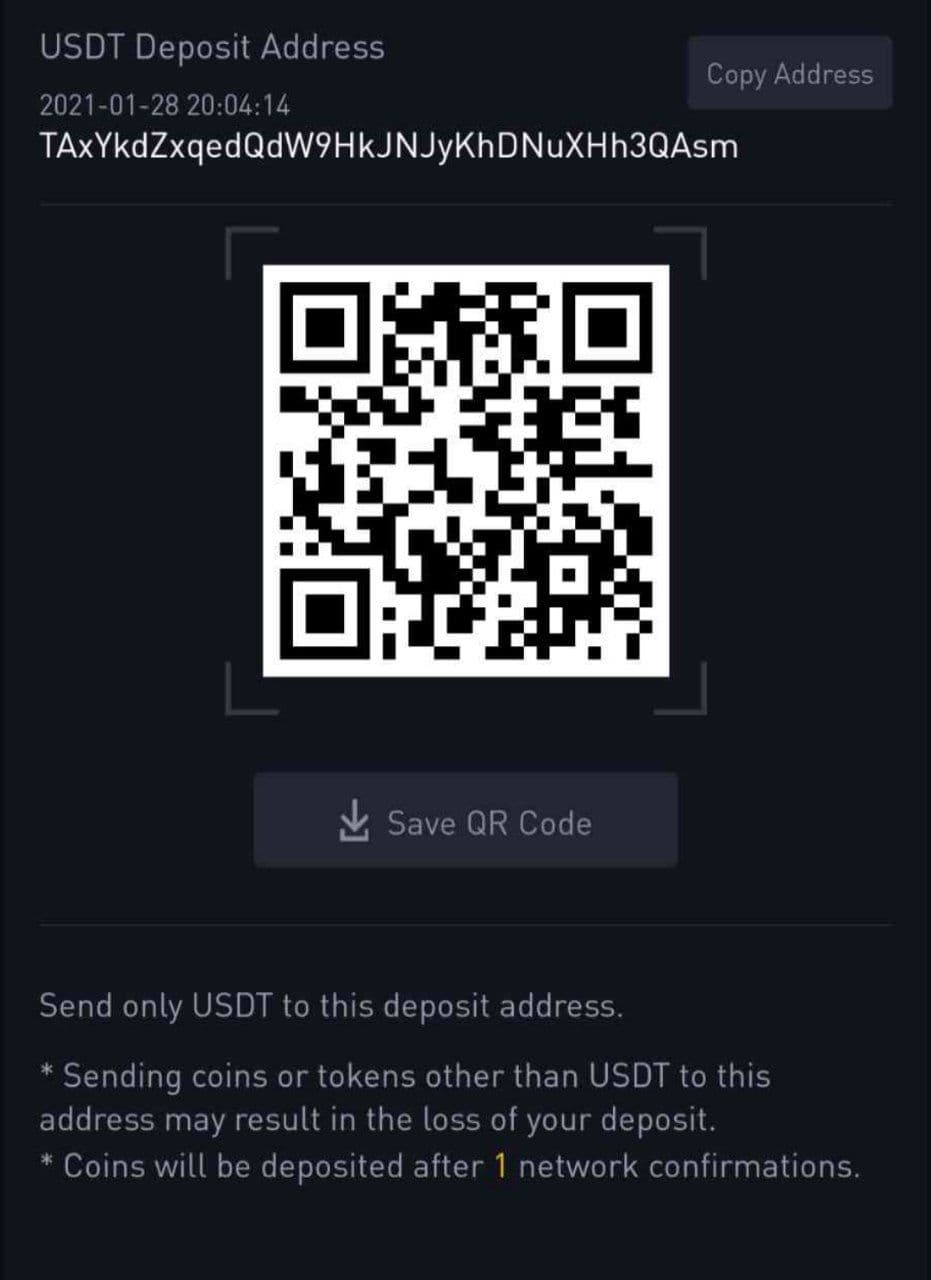 USDT Deposit Address
Copy Address
2021-01-28 20:04:14
TAxYkdZxqedQdW9HkJNJyKhDNuXHh3QAsm
Save QR Code
Send only USDT to this deposit address.
* Sending coins or tokens other than USDT to this
address may result in the loss of your deposit.
* Coins will be deposited after 1 network confirmations.